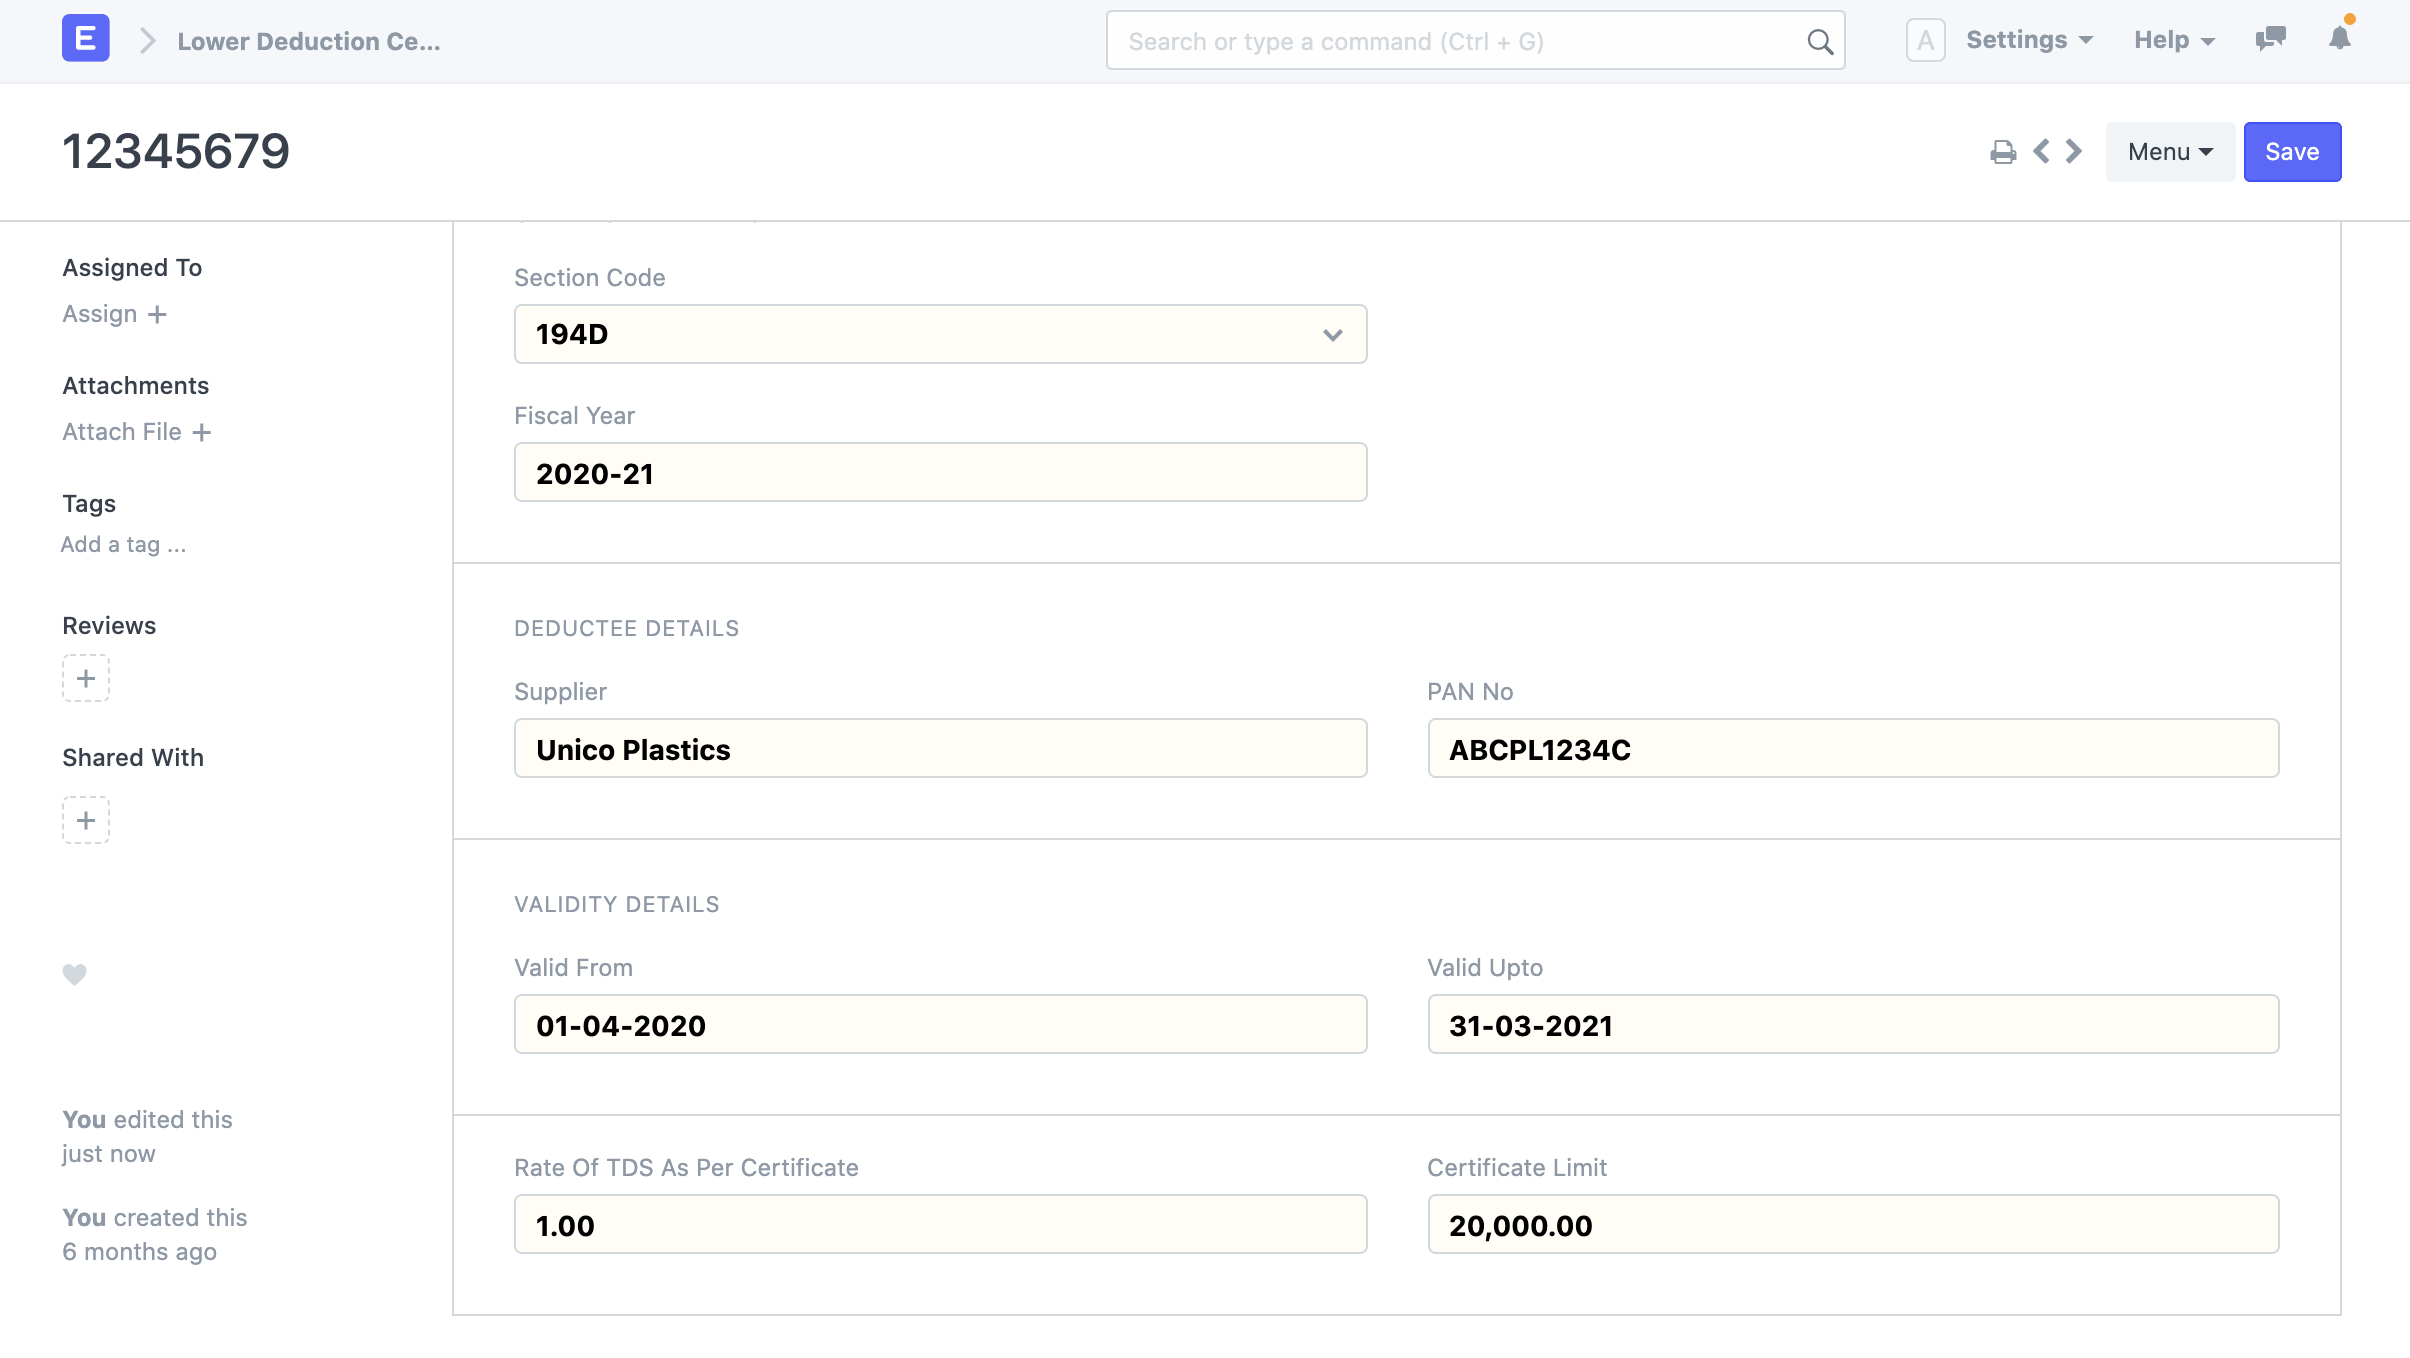 E
Lower Deduction Ce...
Search or type a command (Ctrl + G)
A
Settings
Help
12345679
Menu
Save
Assigned To
Assign +
Attachments
Attach File +
Tags
Add a tag ...
Reviews
+
Shared With
+
You edited this
just now
You created this
6 months ago
Section Code
194D
Fiscal Year
2020-21
DEDUCTEE DETAILS
Supplier
PAN No
Unico Plastics
ABCPL1234C
VALIDITY DETAILS
Valid From
Valid Upto
01-04-2020
31-03-2021
Rate Of TDS As Per Certificate
Certificate Limit
1.00
20,000.00